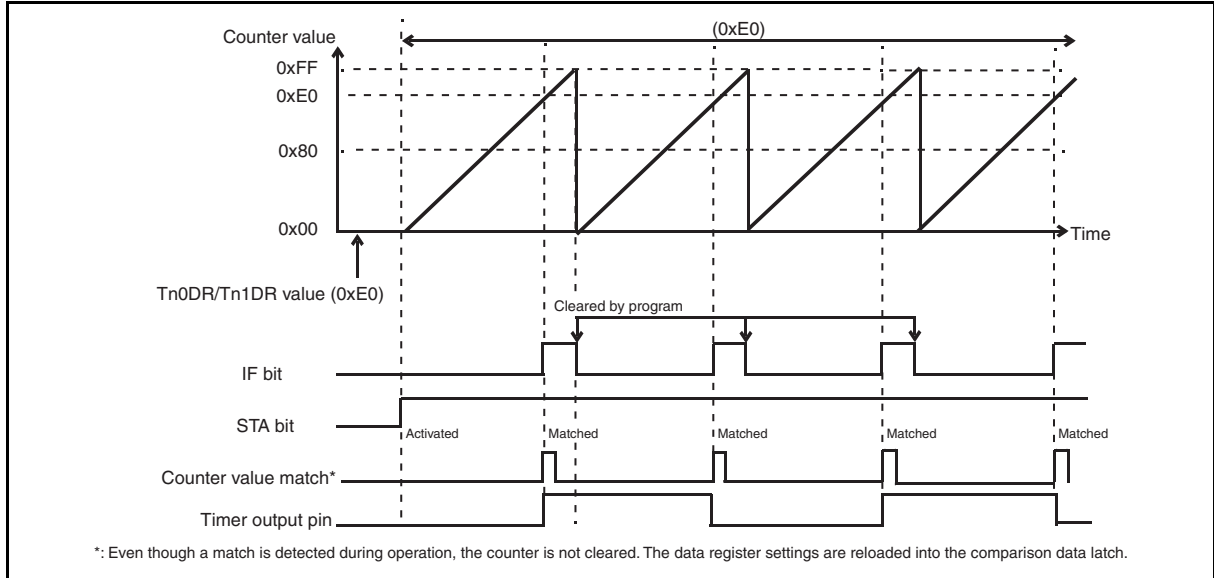 (0xE0)
Counter value
0xFF
0xE0
0x80
0x00
Time
Tn0DR/Tn1DR value (0xE0)
Cleared by program
IF bit
STA bit
Activated
Matched
Matched
Matched
Matched
Counter value match*
Timer output pin
*: Even though a match is detected during operation, the counter is not cleared. The data register settings are reloaded into the comparison data latch.